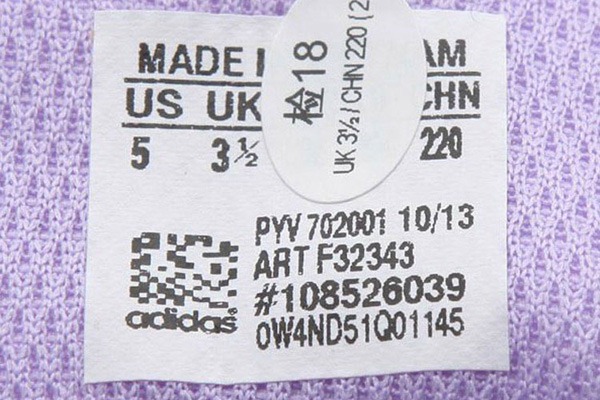 MADE I AM
US UK CHN
5 3½ 220
检18
UK 3½ / CHN 220 (2
PYV 702001 10/13
ART F32343
#108526039
0W4ND51Q01145
adidas